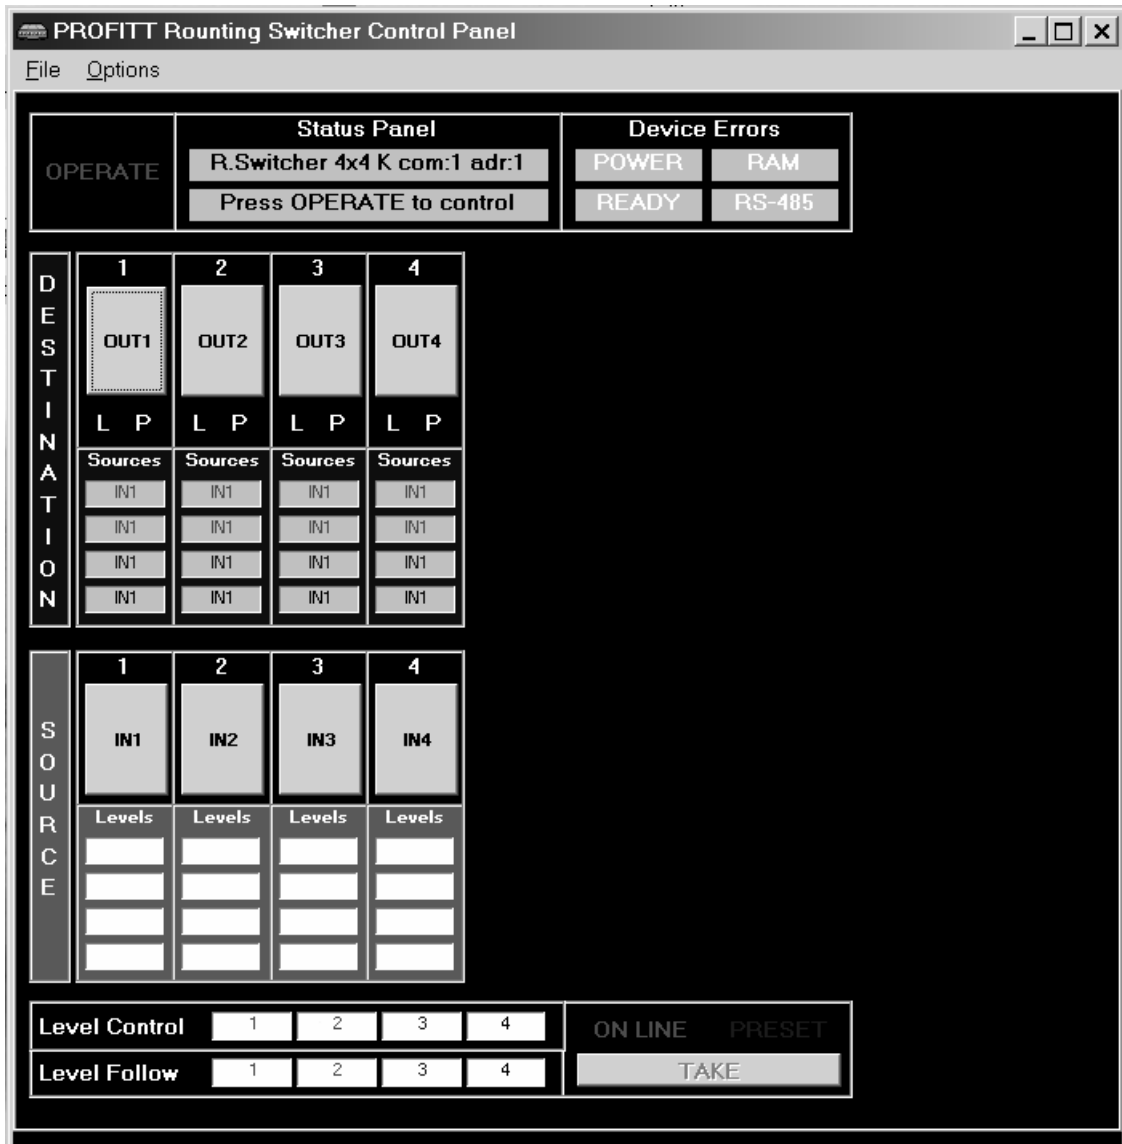 PROFITT Rounting Switcher Control Panel
File Options
OPERATE
Status Panel
R.Switcher 4x4 K com:1 adr:1
Press OPERATE to control
Device Errors
POWER RAM
READY RS-485
DESTINATION
1 2 3 4
OUT1 OUT2 OUT3 OUT4
L P L P L P L P
Sources Sources Sources Sources
IN1 IN1 IN1 IN1
IN1 IN1 IN1 IN1
IN1 IN1 IN1 IN1
IN1 IN1 IN1 IN1
SOURCE
1 2 3 4
IN1 IN2 IN3 IN4
Levels Levels Levels Levels
Level Control 1 2 3 4
Level Follow 1 2 3 4
ON LINE PRESET
TAKE